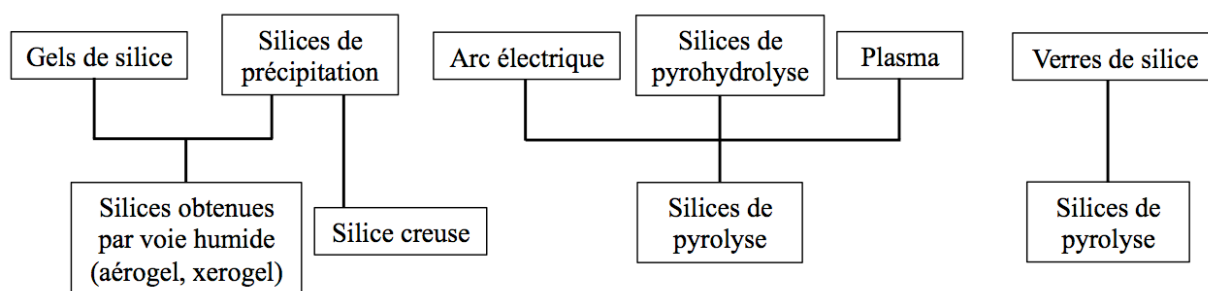 Gels de silice
Silices de
précipitation
Arc électrique
Silices de
pyrohydrolyse
Plasma
Verres de silice
Silices obtenues
par voie humide
(aérogel, xerogel)
Silice creuse
Silices de
pyrolyse
Silices de
pyrolyse